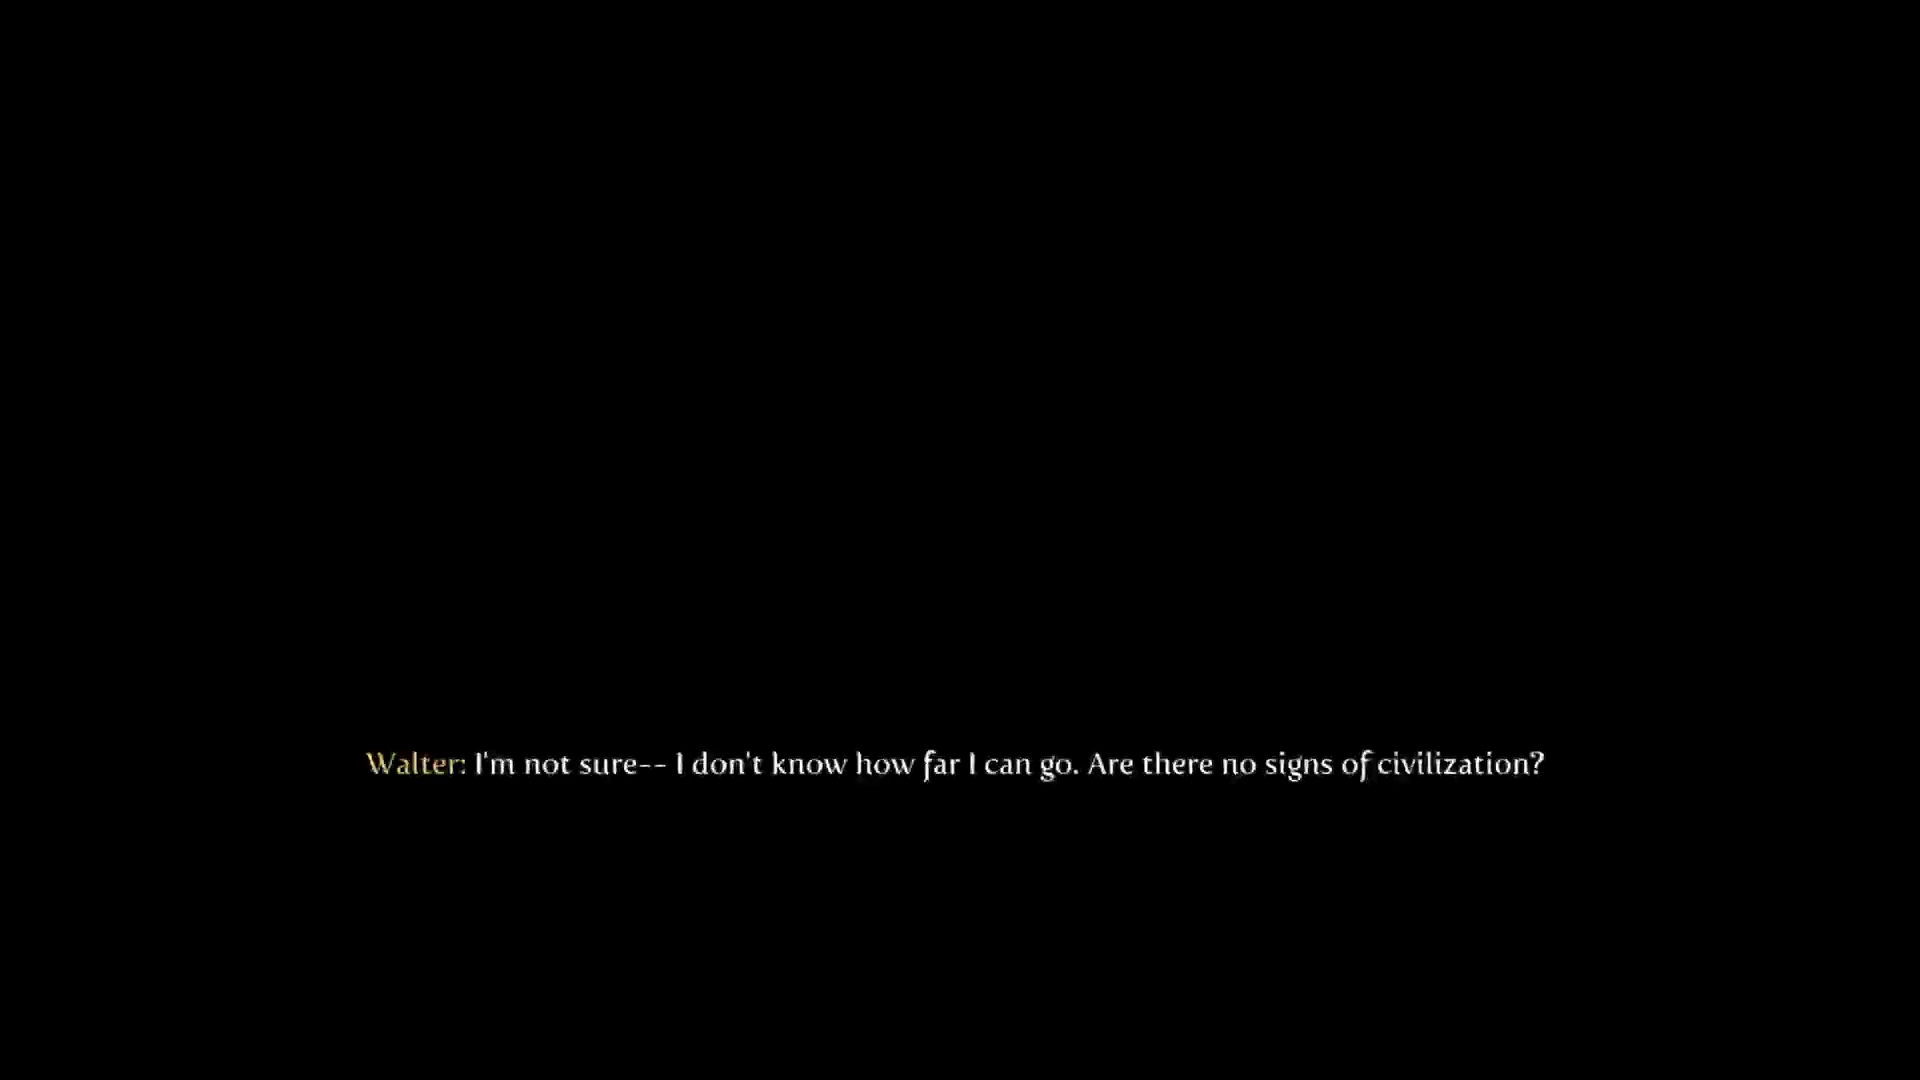 Walter: I'm not sure-- I don't know how far I can go. Are there no signs of civilization?